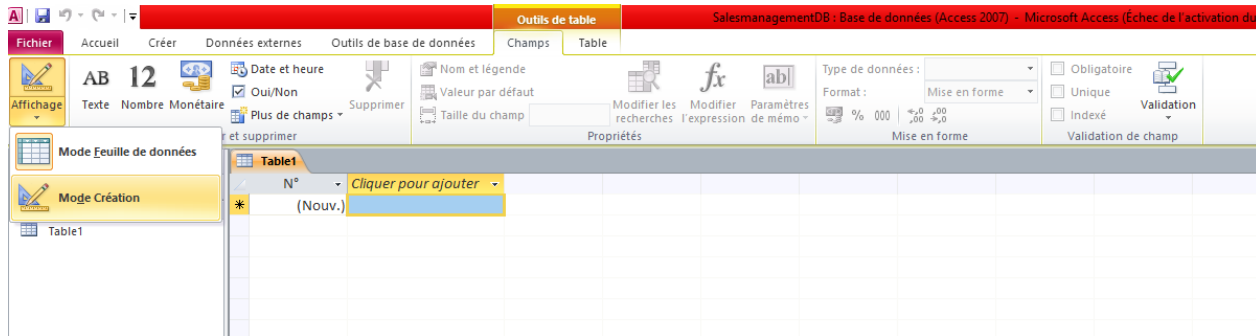 A
Outils de table SalesmanagementDB : Base de données (Access 2007) - Microsoft Access (Échec de l'activation du
Fichier Accueil Créer Données externes Outils de base de données Champs Table
AB 12 Date et heure Nom et légende fx ab| Type de données : Obligatoire
Oui/Non Valeur par défaut Format : Mise en forme Unique
Affichage Texte Nombre Monétaire Plus de champs Supprimer Taille du champ Modifier les recherches Modifier l'expression Paramètres de mémo % 000 ,00 Indexé Validation
r et supprimer Propriétés Mise en forme Validation de champ
Mode Feuille de données
Mode Création
Table1
Table1
N° Cliquer pour ajouter
* (Nouv.)